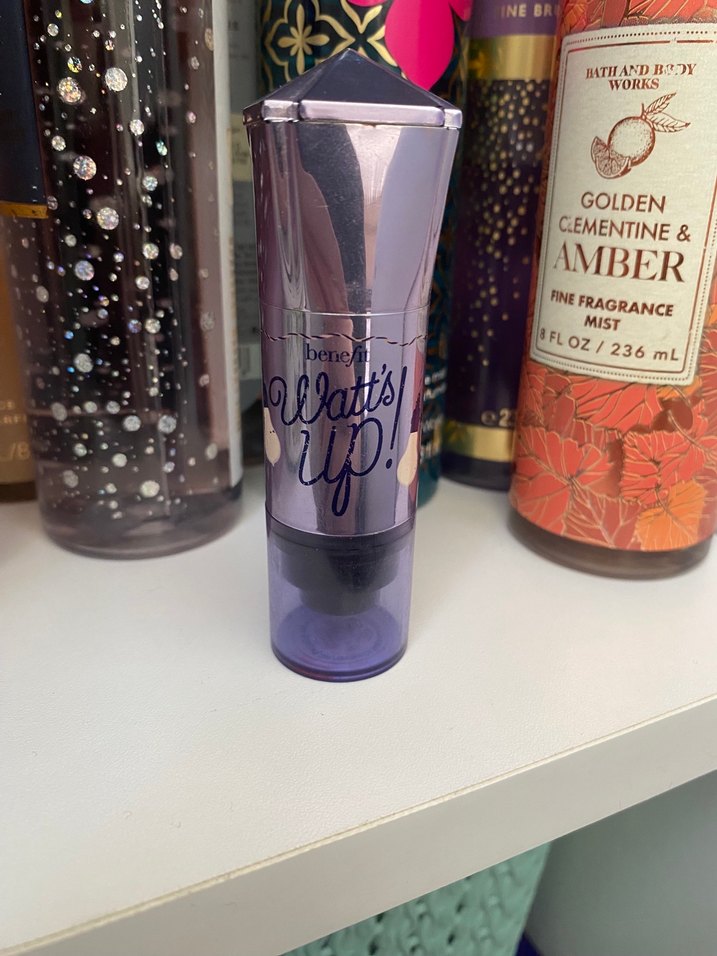 benefit
Watt's
up!
BATH AND BODY
WORKS
GOLDEN
CLEMENTINE &
AMBER
FINE FRAGRANCE
MIST
8 FL OZ / 236 mL